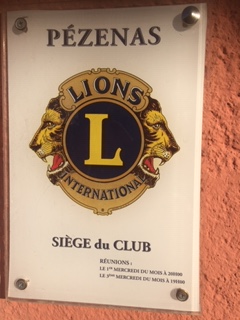 PÉZENAS
LIONS
L
INTERNATIONAL
SIÈGE du CLUB
RÉUNIONS :
LE 1ER MERCREDI DU MOIS À 20H00
LE 3ÈME MERCREDI DU MOIS À 19H00